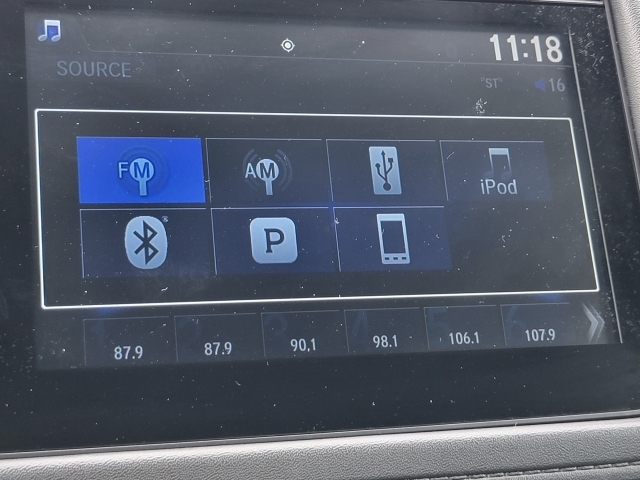 11:18
SOURCE
"ST" 16
FM AM iPod
P
87.9 87.9 90.1 98.1 106.1 107.9